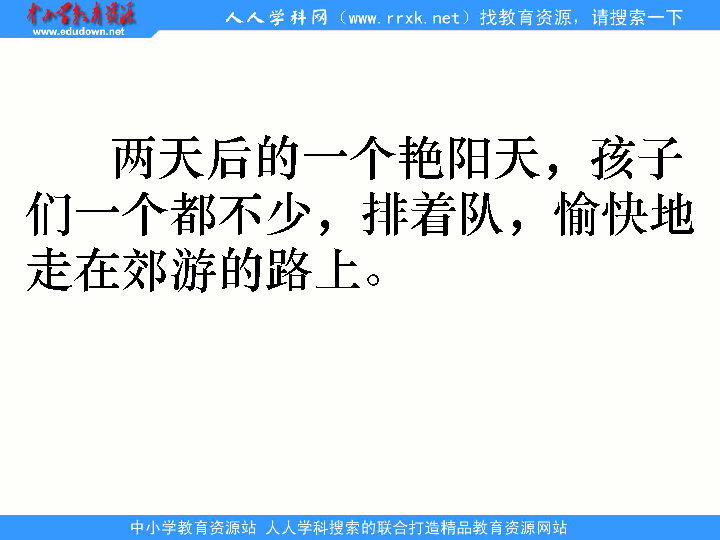 中小学教育资源
www.edudown.net
人人学科网（www.rrxk.net）找教育资源，请搜索一下
两天后的一个艳阳天，孩子
们一个都不少，排着队，愉快地
走在郊游的路上。
中小学教育资源站 人人学科搜索的联合打造精品教育资源网站